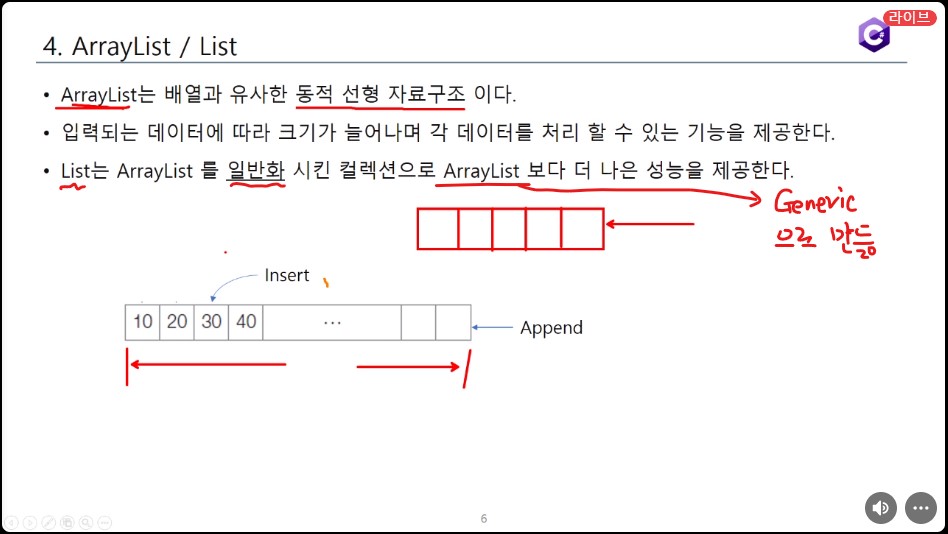 라이브
4. ArrayList / List
• ArrayList는 배열과 유사한 동적 선형 자료구조 이다.
• 입력되는 데이터에 따라 크기가 늘어나며 각 데이터를 처리 할 수 있는 기능을 제공한다.
• List는 ArrayList 를 일반화 시킨 컬렉션으로 ArrayList 보다 더 나은 성능을 제공한다.
Generic
으로 만듦
Insert
10 20 30 40 ...
Append
6